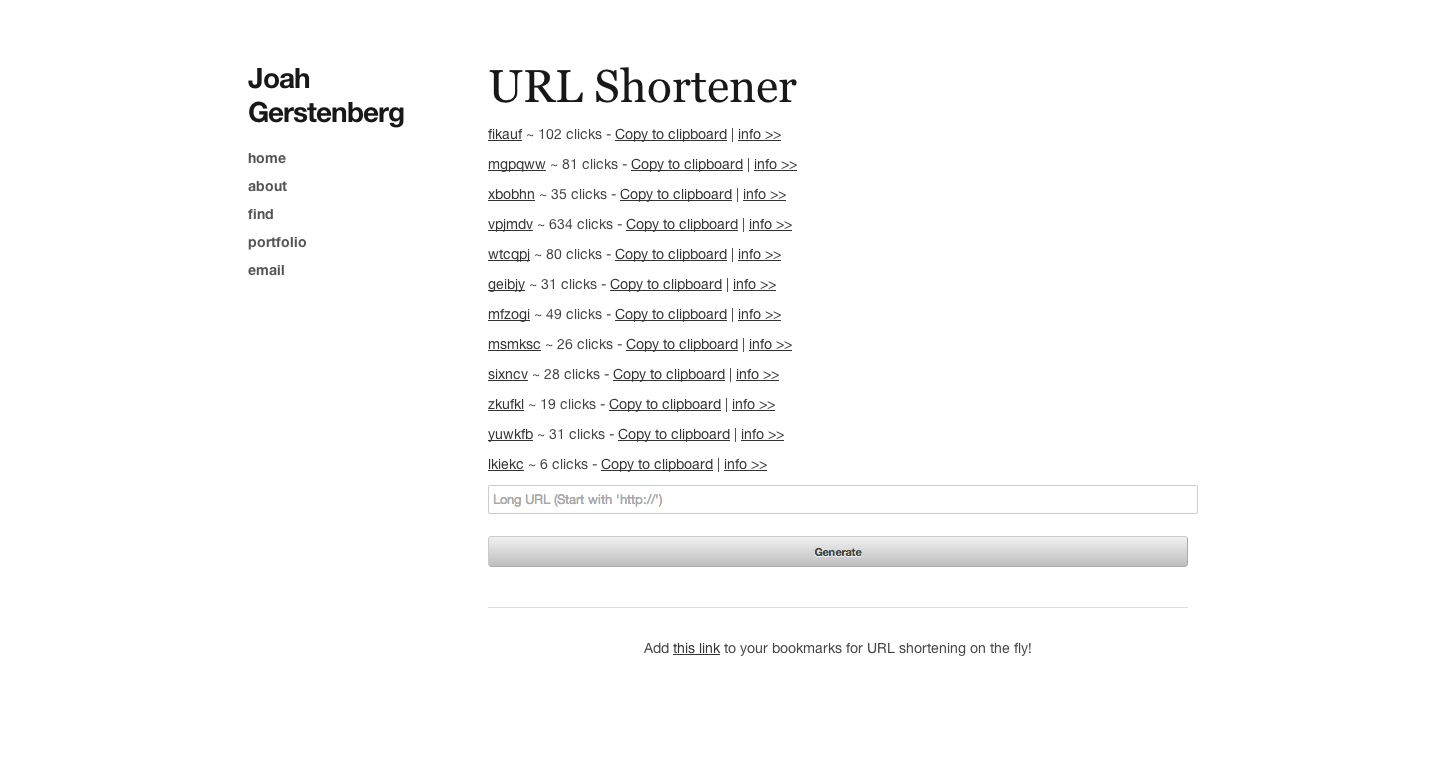 Joah
Gerstenberg
home
about
find
portfolio
email
URL Shortener
fikauf ~ 102 clicks - Copy to clipboard | info >>
mgpqww ~ 81 clicks - Copy to clipboard | info >>
xbobhn ~ 35 clicks - Copy to clipboard | info >>
vpjmdv ~ 634 clicks - Copy to clipboard | info >>
wtcqpj ~ 80 clicks - Copy to clipboard | info >>
geibjy ~ 31 clicks - Copy to clipboard | info >>
mfzogi ~ 49 clicks - Copy to clipboard | info >>
msmksc ~ 26 clicks - Copy to clipboard | info >>
sixncv ~ 28 clicks - Copy to clipboard | info >>
zkufkl ~ 19 clicks - Copy to clipboard | info >>
yuwkfb ~ 31 clicks - Copy to clipboard | info >>
lkiekc ~ 6 clicks - Copy to clipboard | info >>
Long URL (Start with 'http://')
Generate
Add this link to your bookmarks for URL shortening on the fly!